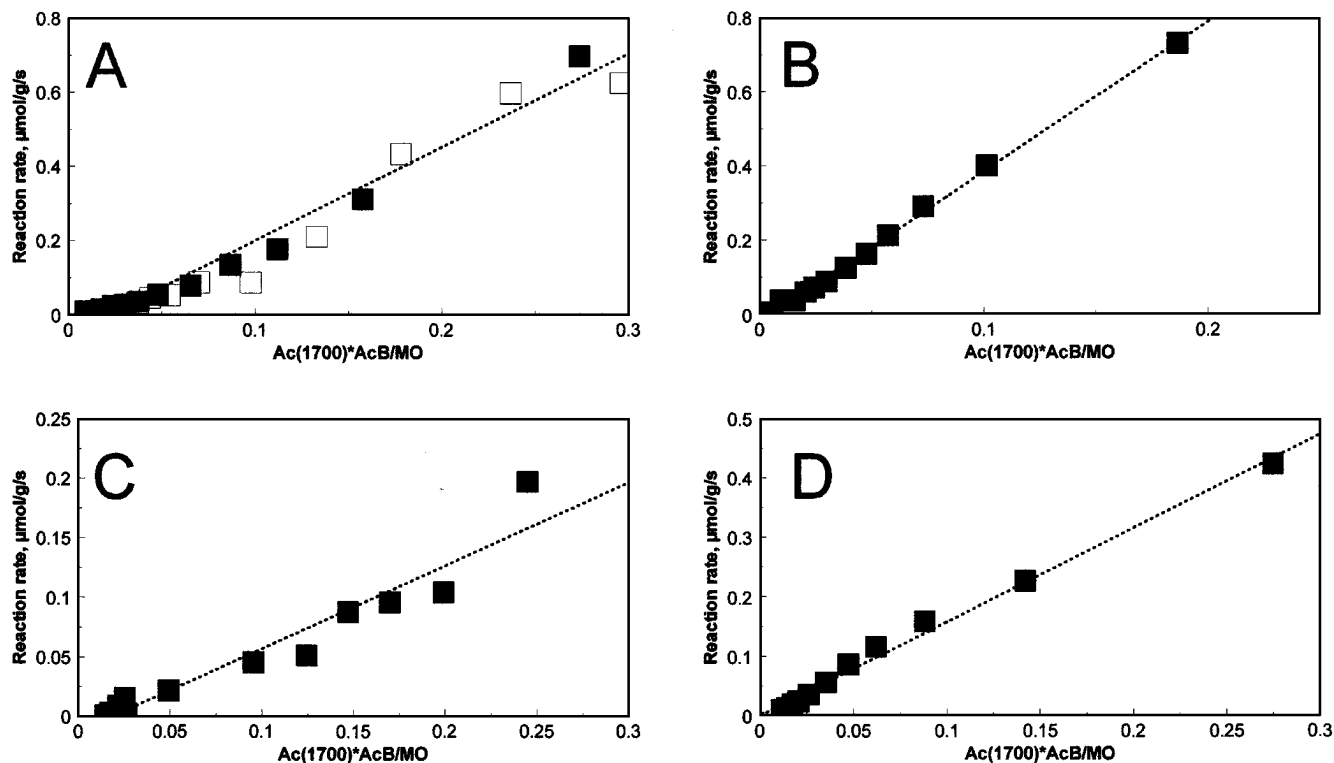 A
Reaction rate, µmol/g/s
0.8
0.6
0.4
0.2
0
0 0.1 0.2 0.3
Ac(1700)*AcB/MO
B
Reaction rate, µmol/g/s
0.8
0.6
0.4
0.2
0
0 0.1 0.2
Ac(1700)*AcB/MO
C
Reaction rate, µmol/g/s
0.25
0.2
0.15
0.1
0.05
0
0 0.05 0.1 0.15 0.2 0.25 0.3
Ac(1700)*AcB/MO
D
Reaction rate, µmol/g/s
0.5
0.4
0.3
0.2
0.1
0
0 0.05 0.1 0.15 0.2 0.25 0.3
Ac(1700)*AcB/MO